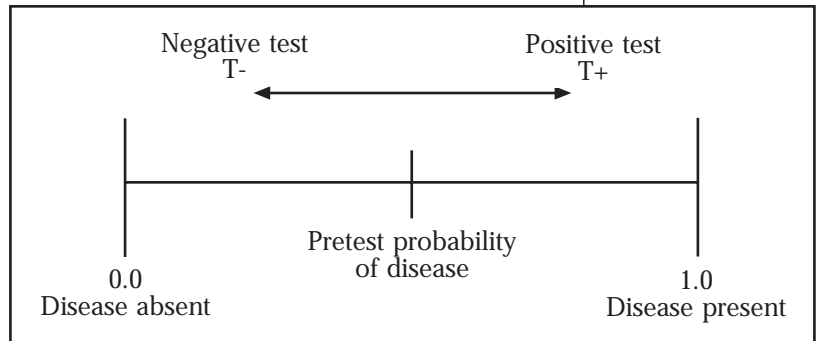 Negative test
T-
Positive test
T+
Pretest probability
of disease
0.0
Disease absent
1.0
Disease present